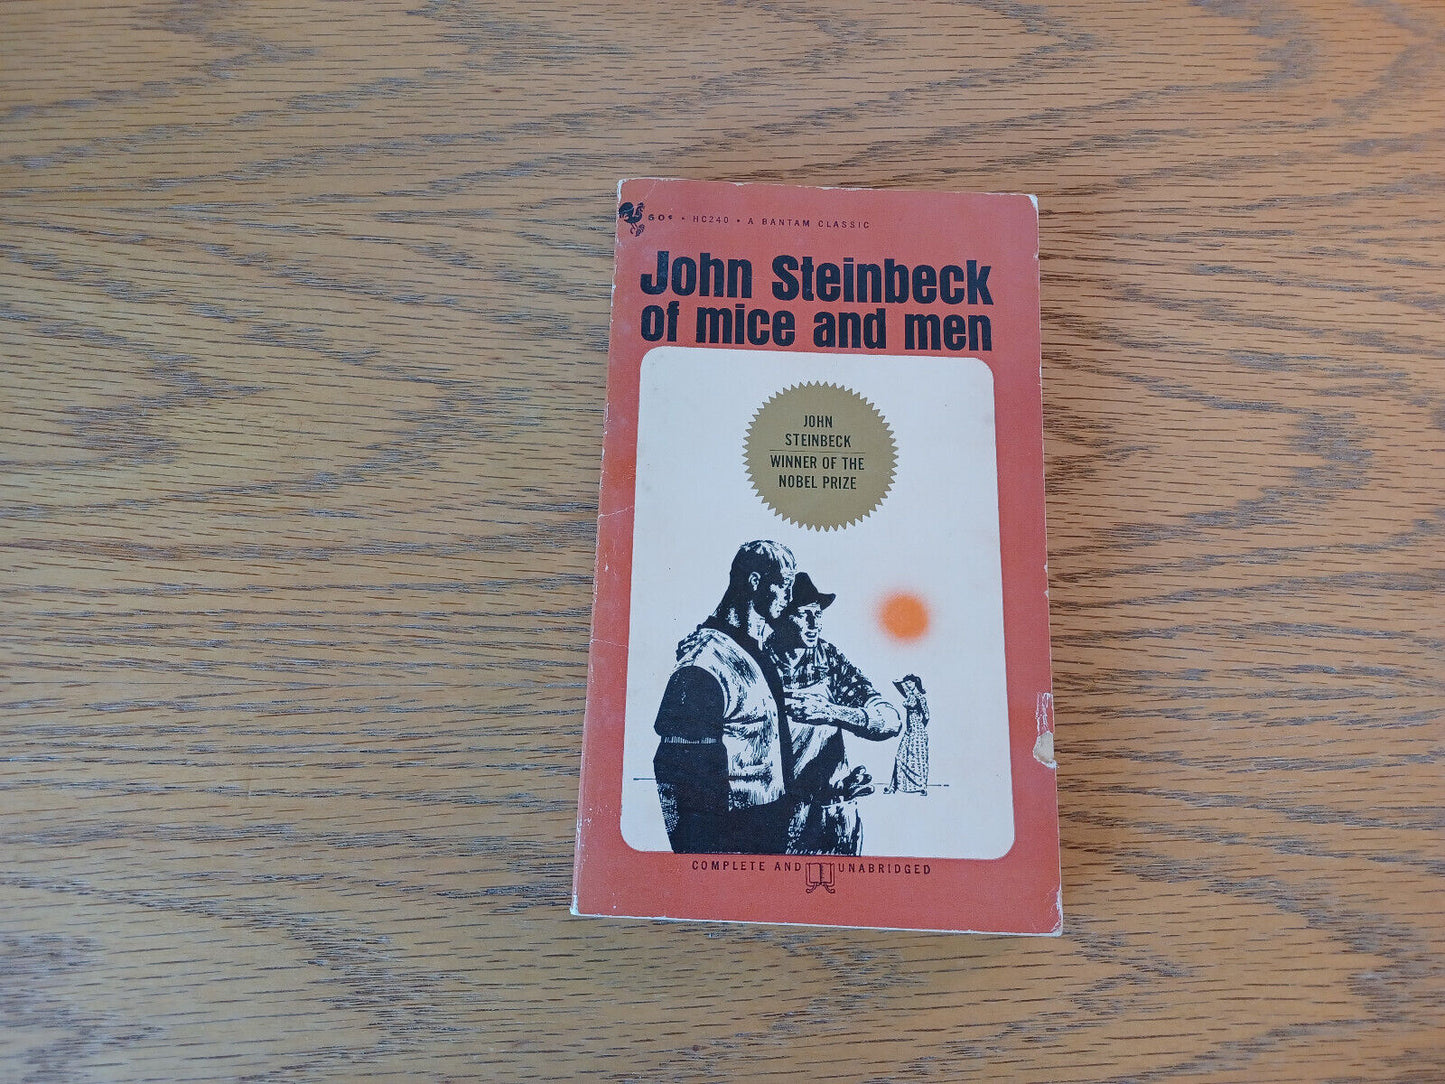 50¢ • HC240 • A BANTAM CLASSIC
John Steinbeck
of mice and men
JOHN
STEINBECK
WINNER OF THE
NOBEL PRIZE
COMPLETE AND UNABRIDGED